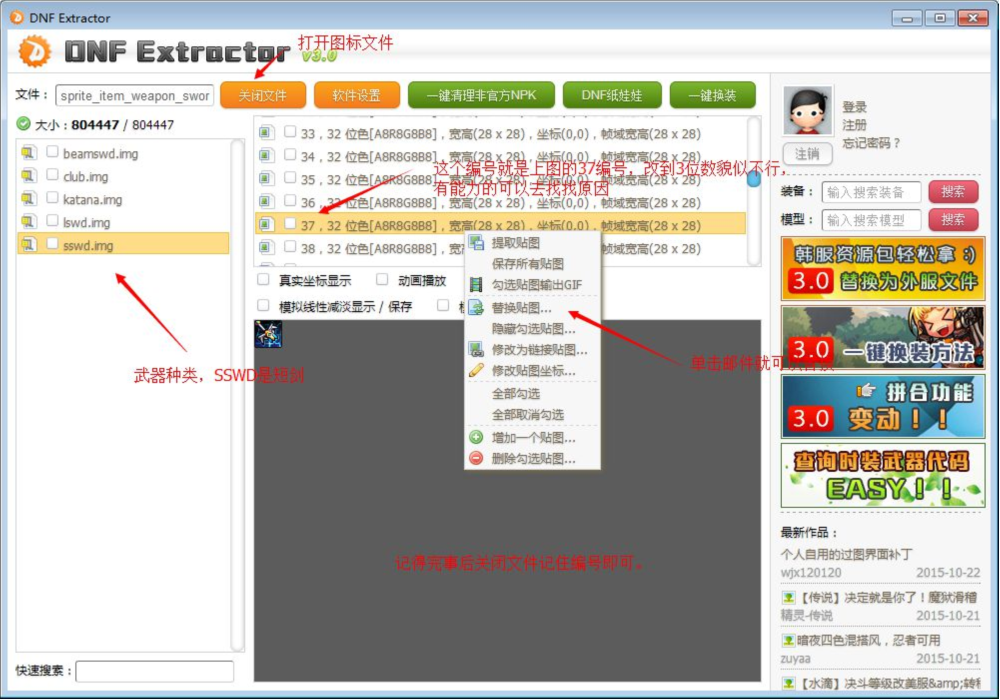 DNF Extractor
DNF Extractor v3.0
打开图标文件
文件： sprite_item_weapon_swor 关闭文件 软件设置 一键清理非官方NPK DNF纸娃娃 一键换装
大小：804447 / 804447
beamswd.img
club.img
katana.img
lswd.img
sswd.img
33，32 位色[A8R8G8B8]，宽高(28 x 28)，坐标(0,0)，帧域宽高(28 x 28)
34，32 位色[A8R8G8B8]，宽高(28 x 28)，坐标(0,0)，帧域宽高(28 x 28)
35，32 位色[A8R8G8B8]，宽高(28 x 28)，坐标(0,0)，帧域宽高(28 x 28)
36，32 位色[A8R8G8B8]，宽高(28 x 28)，坐标(0,0)，帧域宽高(28 x 28)
37，32 位色[A8R8G8B8]，宽高(28 x 28)，坐标(0,0)，帧域宽高(28 x 28)
38，32 位色[A8R8G8B8]，宽 帧域宽高(28 x 28)
这个编号就是上图的37编号，改到3位数貌似不行，
有能力的可以去找找原因
真实坐标显示 动画播放
模拟线性减淡显示 / 保存
提取贴图
保存所有贴图
勾选贴图输出GIF
替换贴图...
隐藏勾选贴图...
修改为链接贴图...
修改贴图坐标...
全部勾选
全部取消勾选
增加一个贴图...
删除勾选贴图...
武器种类，SSWD是短剑
单击邮件就可以替换
记得完事后关闭文件记住编号即可。
快速搜索：
登录
注册
忘记密码？
注销
装备： 输入搜索装备 搜索
模型： 输入搜索模型 搜索
韩服资源包轻松拿 :)
3.0 替换为外服文件
3.0 一键换装方法
拼合功能
3.0 变动！！
查询时装武器代码
EASY！！
最新作品：
个人自用的过图界面补丁
wjx120120 2015-10-22
【传说】决定就是你了！魔狱滑稽
精灵-传说 2015-10-21
暗夜四色混搭风，忍者可用
zuyaa 2015-10-21
【水滴】决斗等级改美服&amp;转